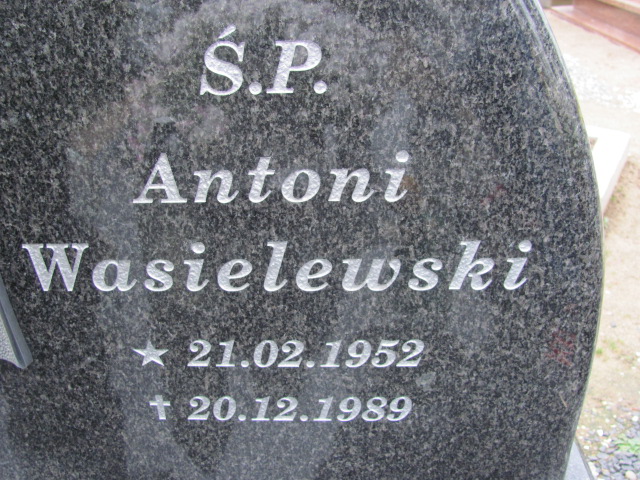 Ś.P.
Antoni
Wasielewski
★ 21.02.1952
✝ 20.12.1989